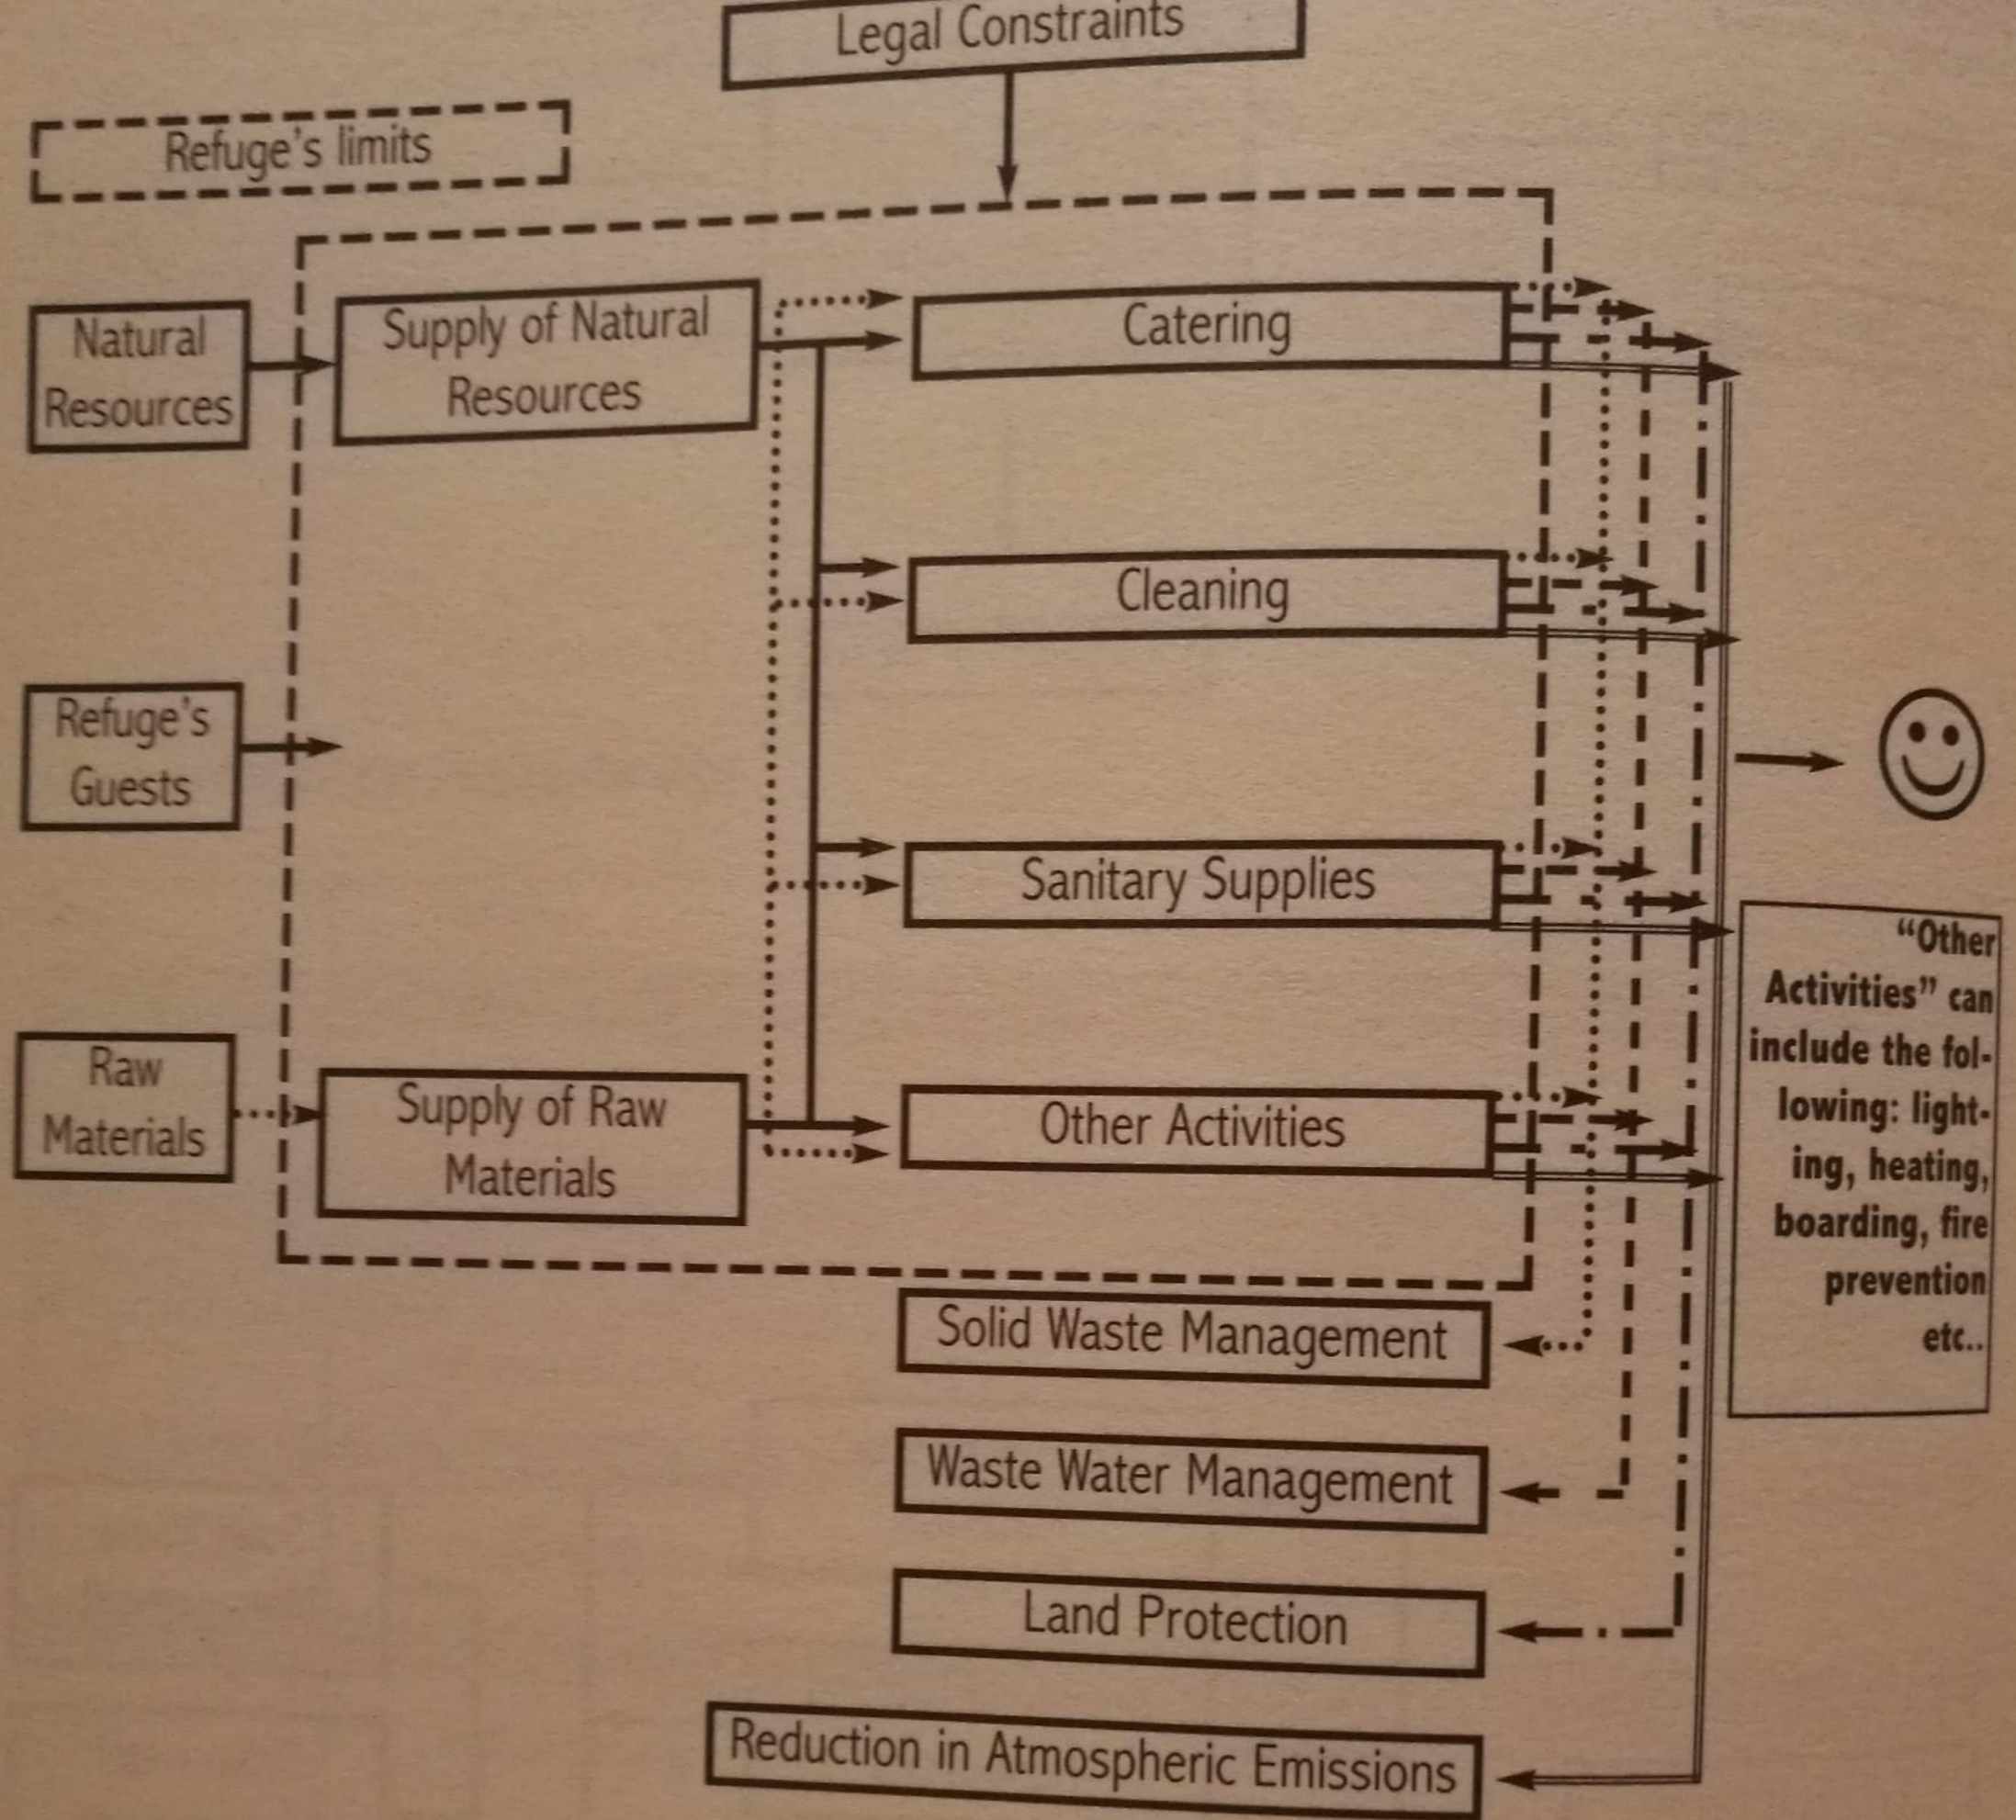 Legal Constraints
Refuge's limits
Natural
Resources
Supply of Natural
Resources
Catering
Cleaning
Refuge's
Guests
Sanitary Supplies
Raw
Materials
Supply of Raw
Materials
Other Activities
“Other
Activities” can
include the fol-
lowing: light-
ing, heating,
boarding, fire
prevention
etc..
Solid Waste Management
Waste Water Management
Land Protection
Reduction in Atmospheric Emissions